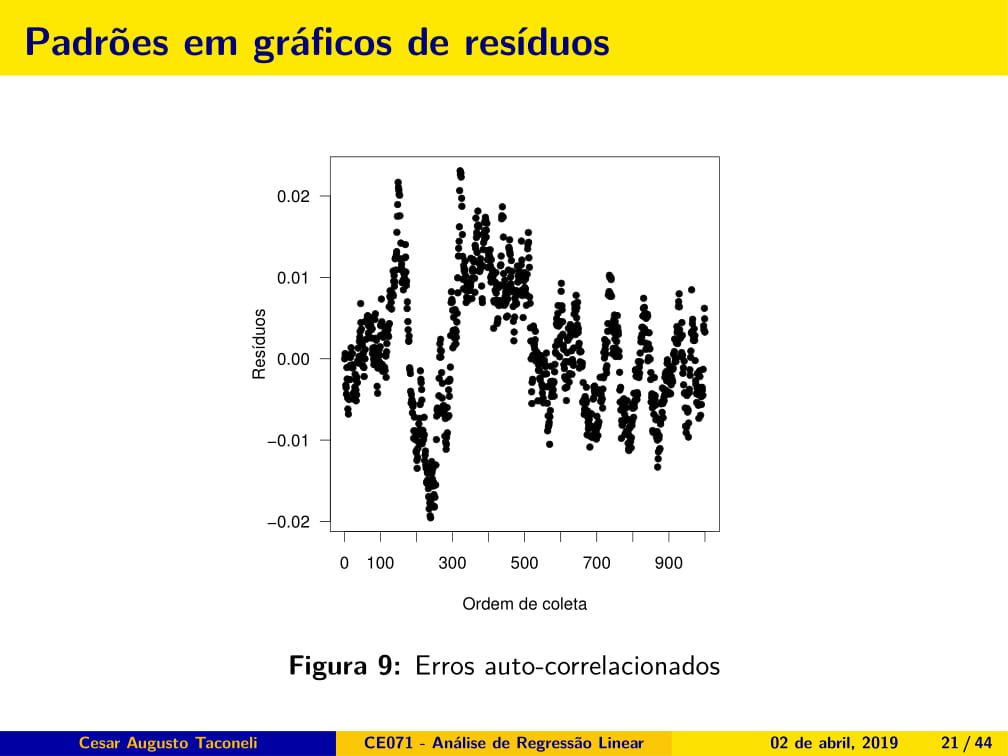 Padrões em gráficos de resíduos
0.02
0.01
0.00
−0.01
−0.02
Resíduos
0 100 300 500 700 900
Ordem de coleta
Figura 9: Erros auto-correlacionados
Cesar Augusto Taconeli CE071 - Análise de Regressão Linear 02 de abril, 2019 21 / 44